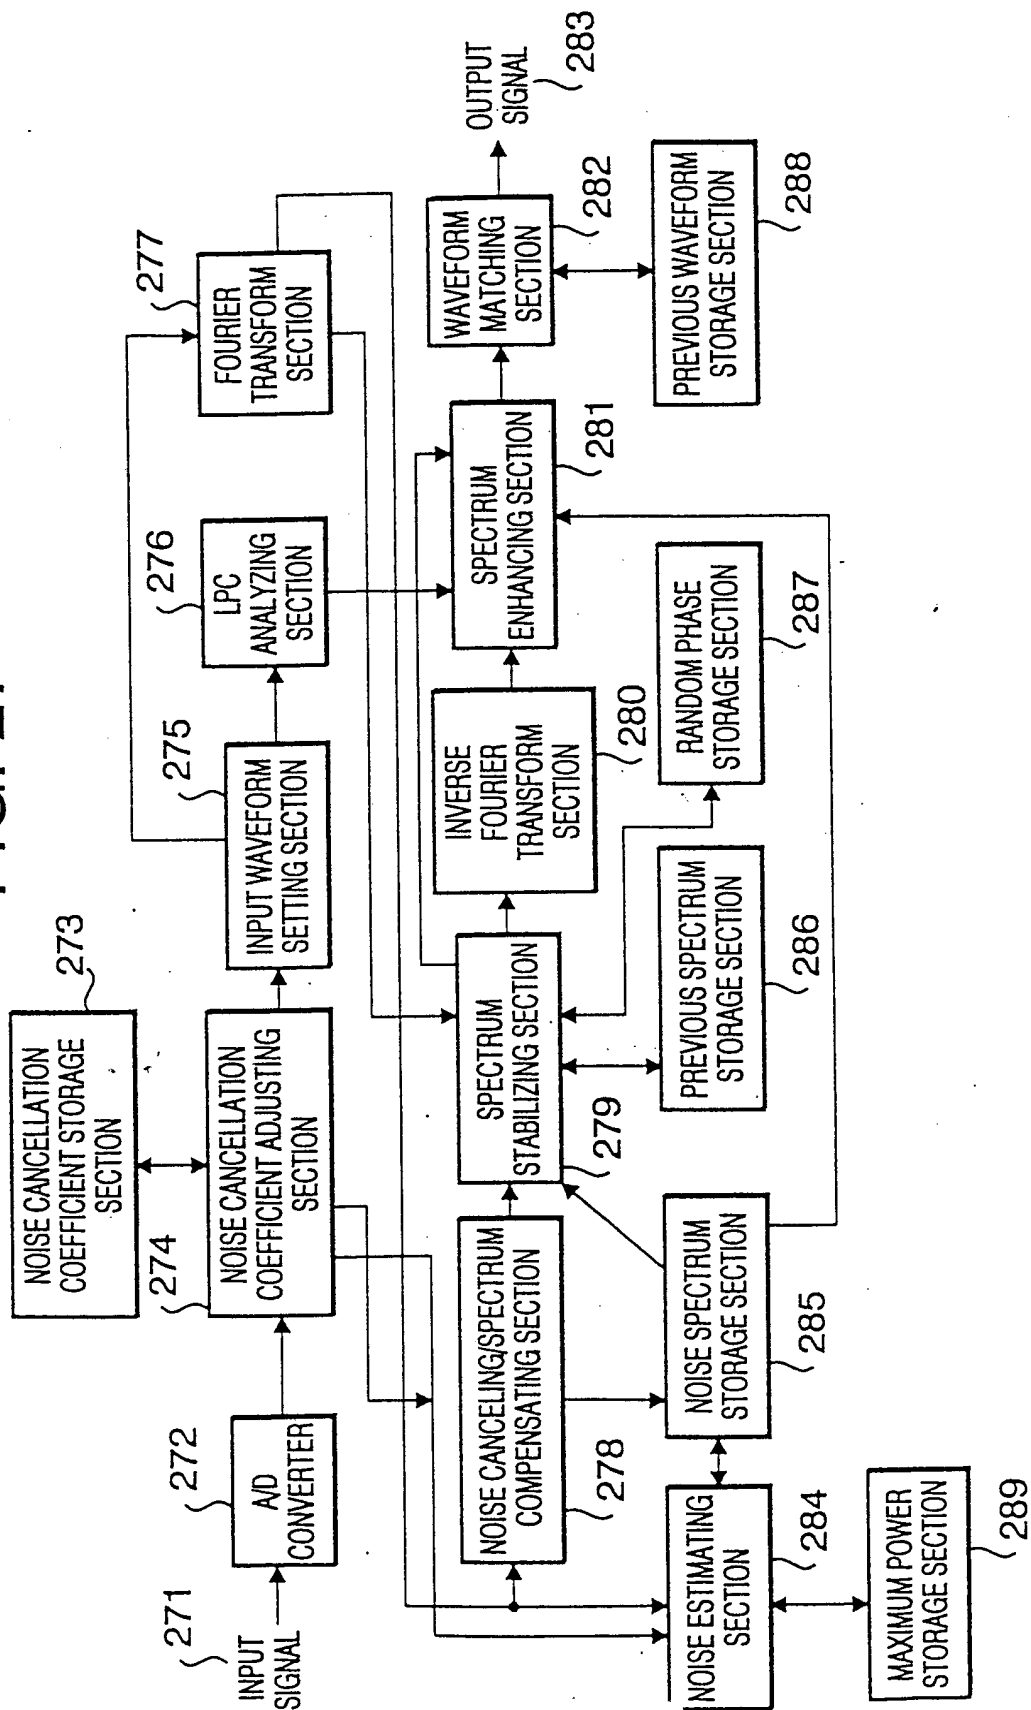 271
INPUT
SIGNAL
272
A/D
CONVERTER
273
NOISE CANCELLATION
COEFFICIENT STORAGE
SECTION
274
NOISE CANCELLATION
COEFFICIENT ADJUSTING
SECTION
275
INPUT WAVEFORM
SETTING SECTION
276
LPC
ANALYZING
SECTION
277
FOURIER
TRANSFORM
SECTION
NOISE CANCELING/SPECTRUM
COMPENSATING SECTION
278
SPECTRUM
STABILIZING SECTION
279
INVERSE
FOURIER
TRANSFORM
SECTION
280
SPECTRUM
ENHANCING SECTION
281
WAVEFORM
MATCHING
SECTION
282
OUTPUT
SIGNAL
283
NOISE ESTIMATING
SECTION
284
NOISE SPECTRUM
STORAGE SECTION
285
PREVIOUS SPECTRUM
STORAGE SECTION
286
RANDOM PHASE
STORAGE SECTION
287
PREVIOUS WAVEFORM
STORAGE SECTION
288
MAXIMUM POWER
STORAGE SECTION
289